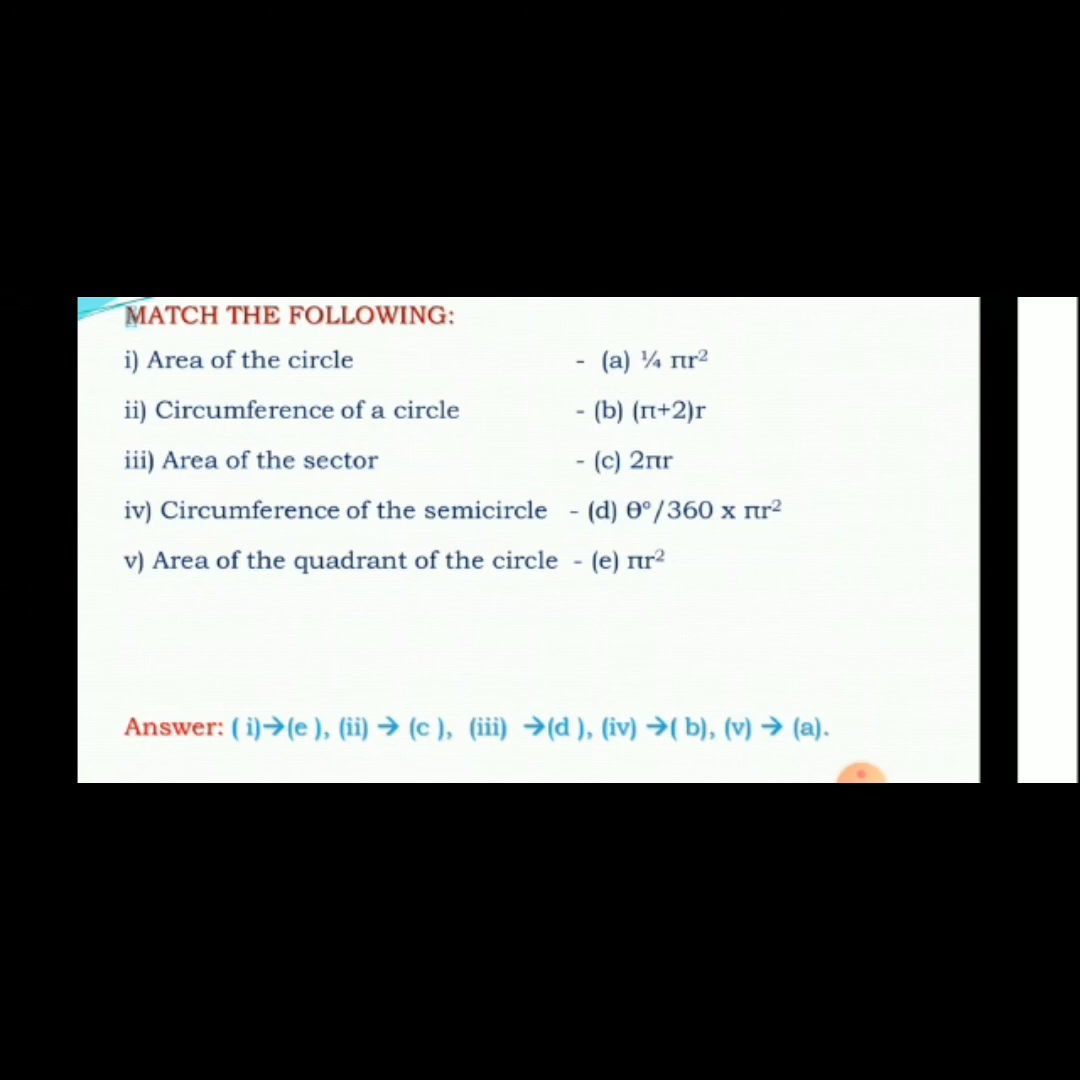 MATCH THE FOLLOWING:
i) Area of the circle - (a) ¼ πr²
ii) Circumference of a circle - (b) (π+2)r
iii) Area of the sector - (c) 2πr
iv) Circumference of the semicircle - (d) θ°/360 x πr²
v) Area of the quadrant of the circle - (e) πr²
Answer: ( i)→(e ), (ii) → (c ), (iii) →(d ), (iv) →( b), (v) → (a).